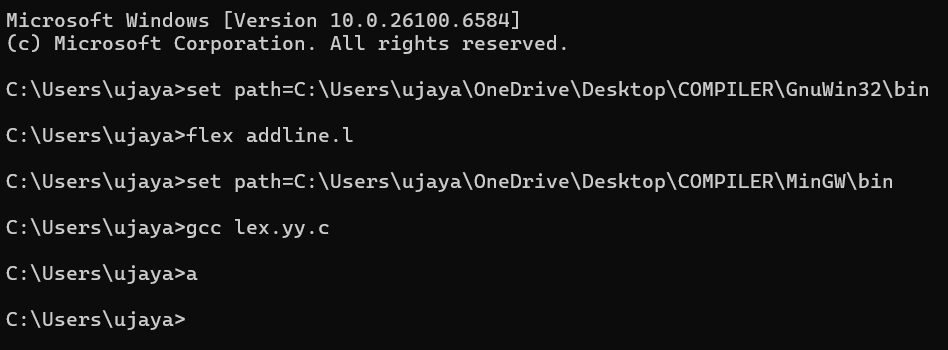 Microsoft Windows [Version 10.0.26100.6584]
(c) Microsoft Corporation. All rights reserved.
C:\Users\ujaya>set path=C:\Users\ujaya\OneDrive\Desktop\COMPILER\GnuWin32\bin
C:\Users\ujaya>flex addline.l
C:\Users\ujaya>set path=C:\Users\ujaya\OneDrive\Desktop\COMPILER\MinGW\bin
C:\Users\ujaya>gcc lex.yy.c
C:\Users\ujaya>a
C:\Users\ujaya>